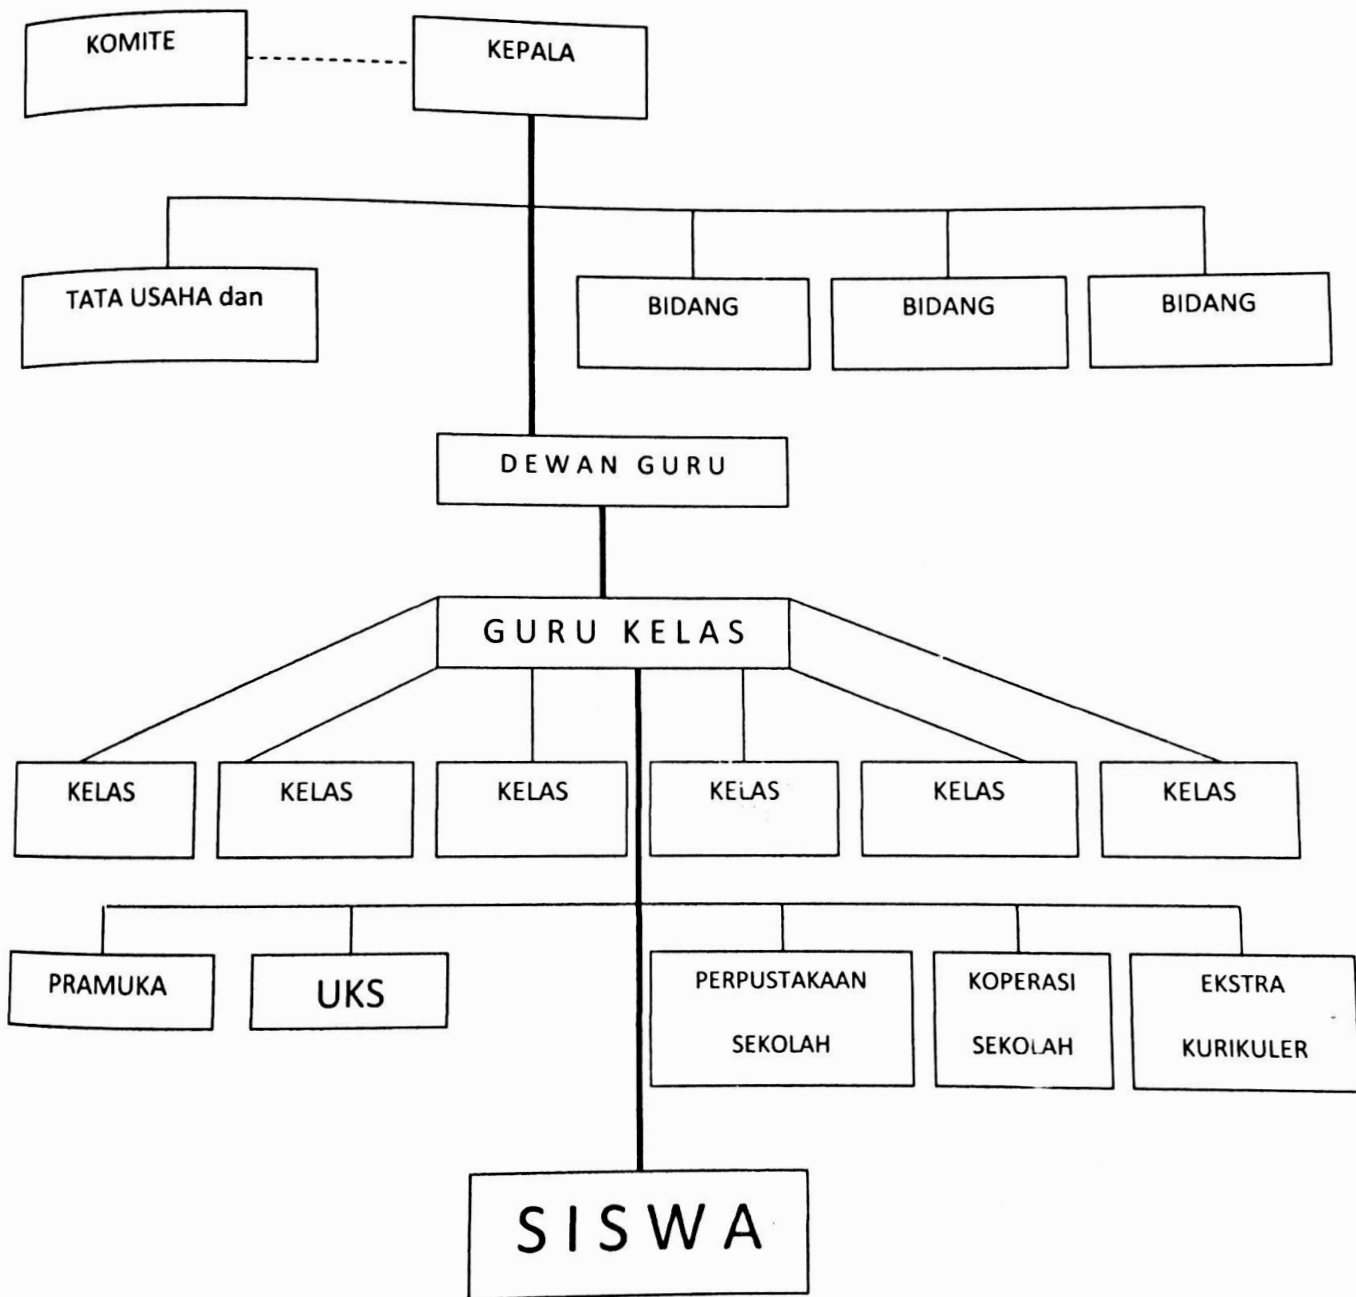 KOMITE
KEPALA
TATA USAHA dan
BIDANG
BIDANG
BIDANG
DEWAN GURU
GURU KELAS
KELAS
KELAS
KELAS
KELAS
KELAS
KELAS
PRAMUKA
UKS
PERPUSTAKAAN
SEKOLAH
KOPERASI
SEKOLAH
EKSTRA
KURIKULER
SISWA